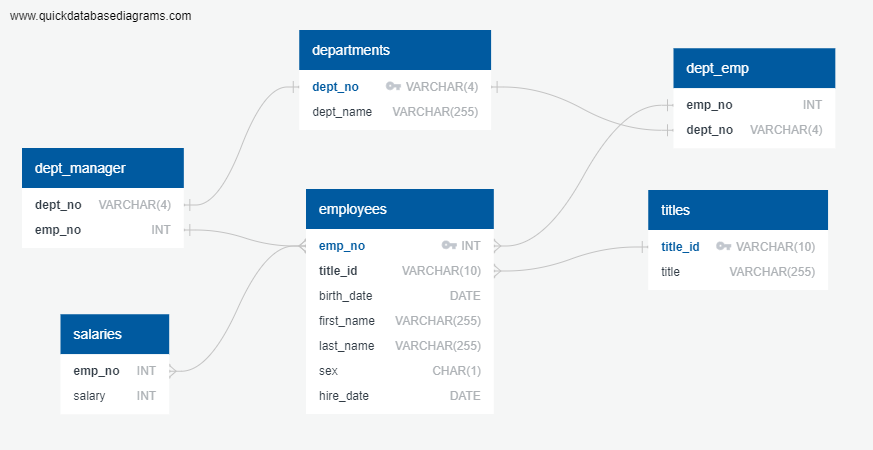 www.quickdatabasediagrams.com
departments
dept_no VARCHAR(4)
dept_name VARCHAR(255)
dept_emp
emp_no INT
dept_no VARCHAR(4)
dept_manager
dept_no VARCHAR(4)
emp_no INT
employees
emp_no INT
title_id VARCHAR(10)
birth_date DATE
first_name VARCHAR(255)
last_name VARCHAR(255)
sex CHAR(1)
hire_date DATE
titles
title_id VARCHAR(10)
title VARCHAR(255)
salaries
emp_no INT
salary INT